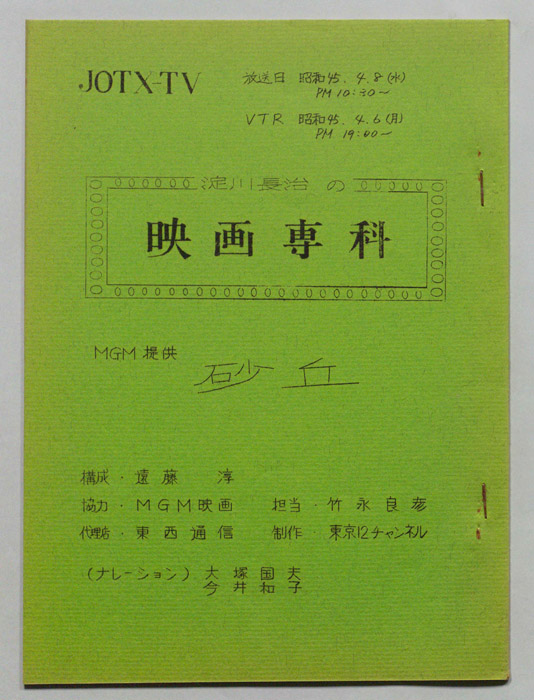 JOTX-TV
放送日 昭和45.4.8(水)
PM 10:30~
VTR 昭和45.4.6(月)
PM 19:00~
淀川長治の
映画専科
MGM 提供
砂丘
構成・遠藤 淳
協力・MGM映画 担当・竹永良彦
代理店・東西通信 制作・東京12チャンネル
(ナレーション) 大塚国夫
今井和子